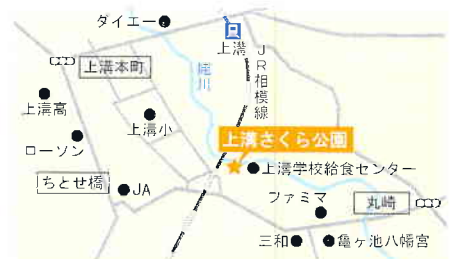 ダイエー
上溝
JR相模線
上溝本町
鳩川
上溝高
上溝小
ローソン
上溝さくら公園
上溝学校給食センター
ちとせ橋
JA
ファミマ
丸崎
三和
亀ヶ池八幡宮